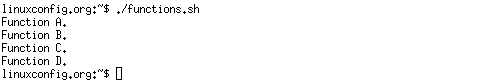 linuxconfig.org:~$ ./functions.sh
Function A.
Function B.
Function C.
Function D.
linuxconfig.org:~$